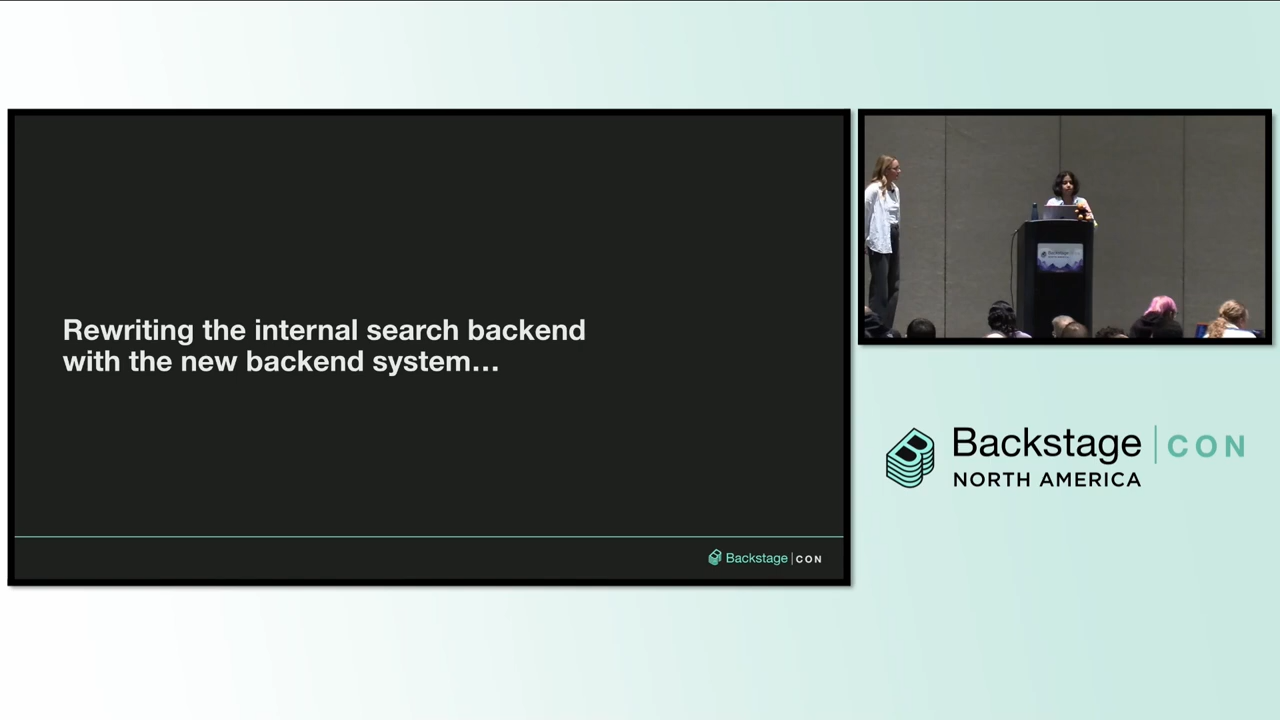 Rewriting the internal search backend
with the new backend system…
Backstage | CON
Backstage | CON
NORTH AMERICA